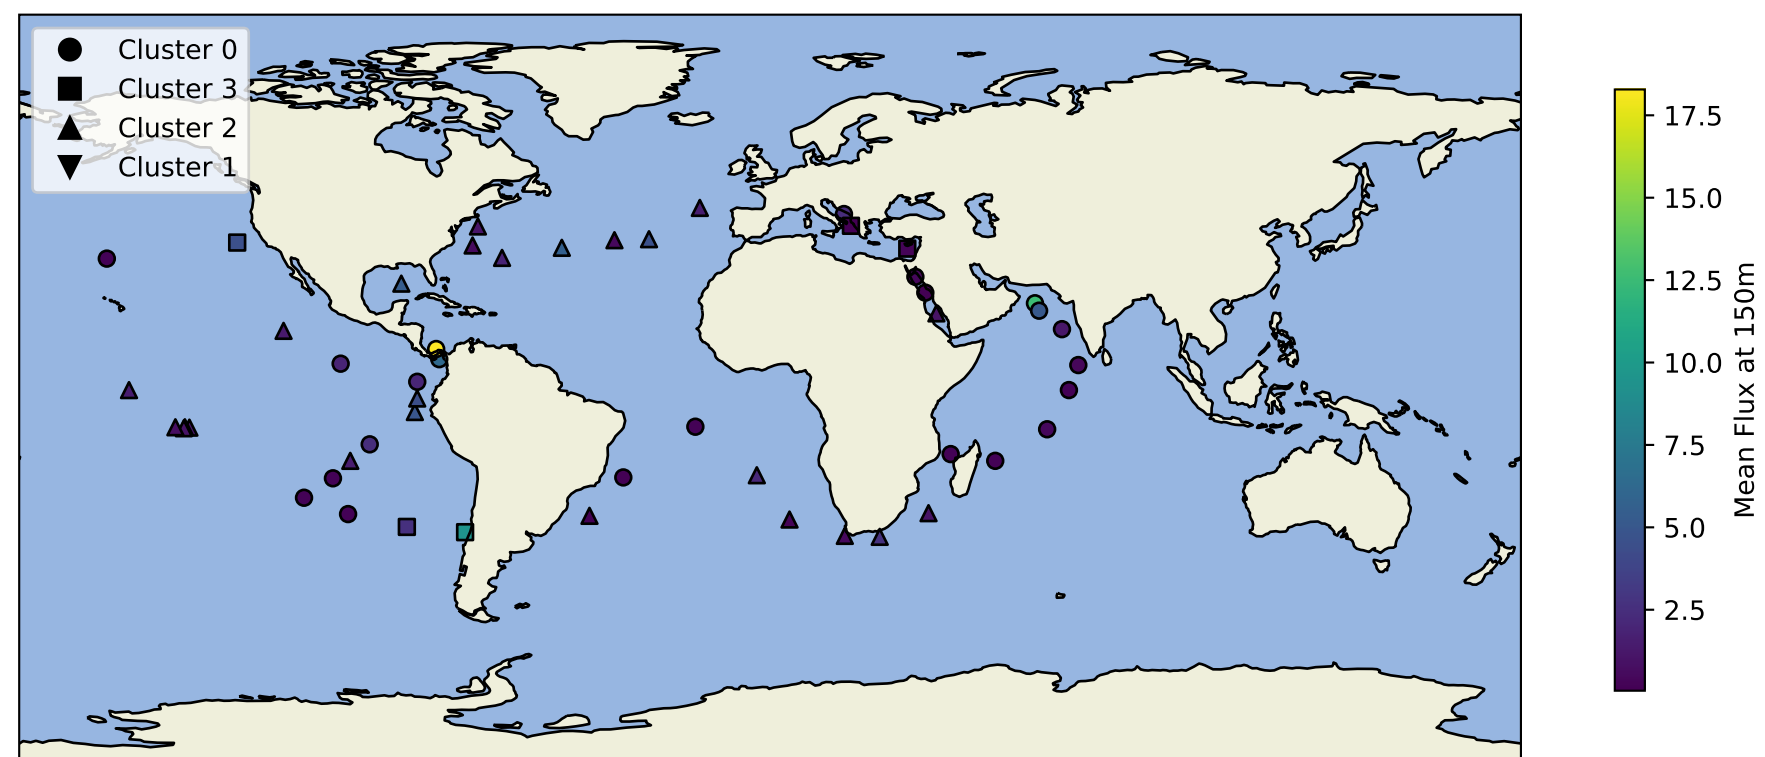 Cluster 0
Cluster 3
Cluster 2
Cluster 1
17.5
15.0
12.5
10.0
7.5
5.0
2.5
Mean Flux at 150m